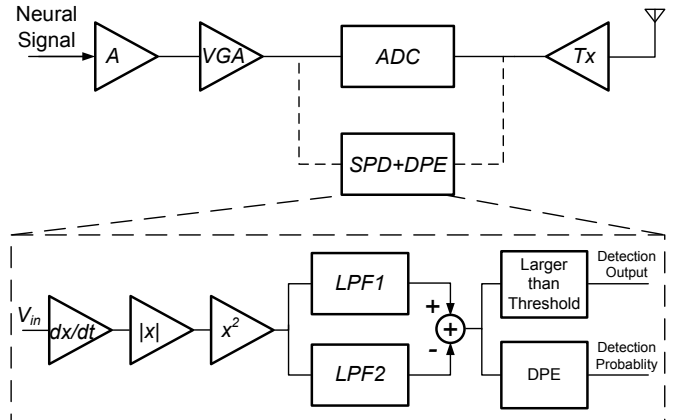 Neural
Signal
A
VGA
ADC
Tx
SPD+DPE
Vin
dx/dt
|x|
x²
LPF1
LPF2
+
-
+
Larger
than
Threshold
DPE
Detection
Output
Detection
Probablity